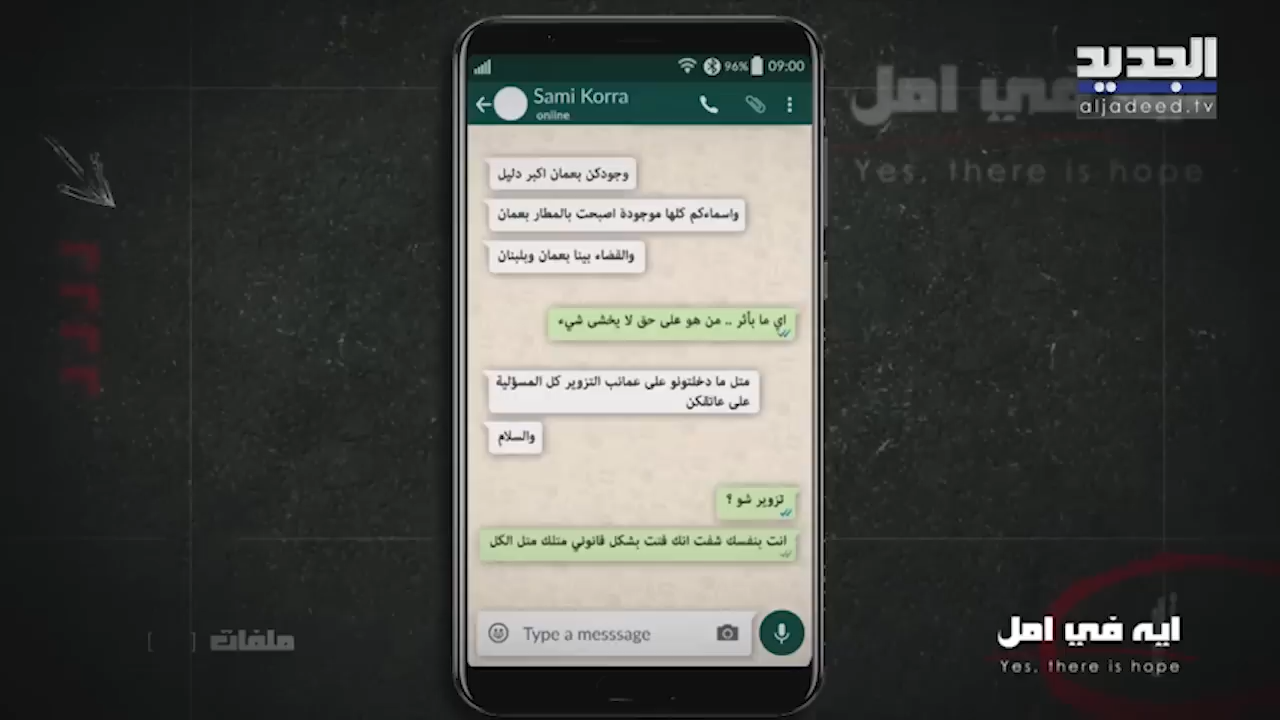 الجديد
aljadeed.tv
ايه في امل
Yes, there is hope
96% 09:00
Sami Korra
online
وجودكن بعمان اكبر دليل
واسماءكم كلها موجودة اصبحت بالمطار بعمان
والقضاء بينا بعمان وبلبنان
اي ما بأثر .. من هو على حق لا يخشى شيء
متل ما دخلتونو على عمائب التزوير كل المسؤلية
على عاتقكن
والسلام
تزوير شو ؟
انت بنفسك شفت انك فتت بشكل قانوني متلك متل الكل
Type a messsage
[ ] ملفات
ايه في امل
Yes, there is hope